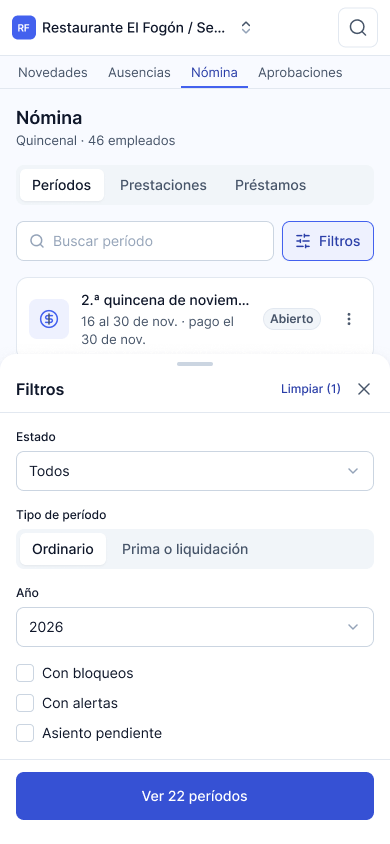 RF Restaurante El Fogón / Se...
Novedades Ausencias Nómina Aprobaciones
Nómina
Quincenal · 46 empleados
Períodos Prestaciones Préstamos
Buscar período Filtros
2.ª quincena de noviem...
16 al 30 de nov. · pago el
30 de nov.
Abierto
Filtros Limpiar (1)
Estado
Todos
Tipo de período
Ordinario Prima o liquidación
Año
2026
Con bloqueos
Con alertas
Asiento pendiente
Ver 22 períodos